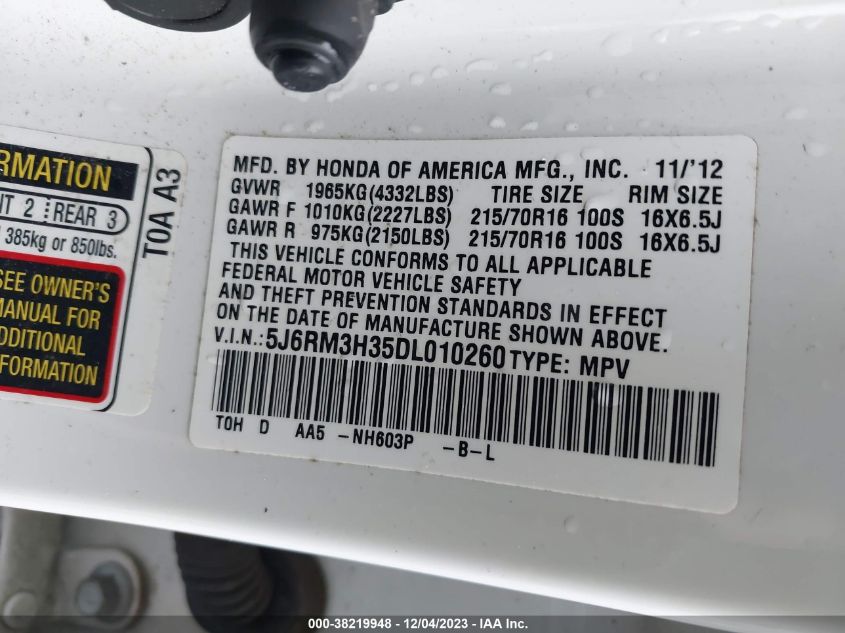 RMATION
NT 2 REAR 3
385kg or 850lbs.
SEE OWNER'S
MANUAL FOR
ADDITIONAL
FORMATION
T0A A3
MFD. BY HONDA OF AMERICA MFG., INC. 11/'12
GVWR 1965KG(4332LBS) TIRE SIZE RIM SIZE
GAWR F 1010KG(2227LBS) 215/70R16 100S 16X6.5J
GAWR R 975KG(2150LBS) 215/70R16 100S 16X6.5J
THIS VEHICLE CONFORMS TO ALL APPLICABLE
FEDERAL MOTOR VEHICLE SAFETY
AND THEFT PREVENTION STANDARDS IN EFFECT
ON THE DATE OF MANUFACTURE SHOWN ABOVE.
V.I.N.: 5J6RM3H35DL010260 TYPE: MPV
T0H D AA5 -NH603P -B-L
000-38219948 - 12/04/2023 - IAA Inc.